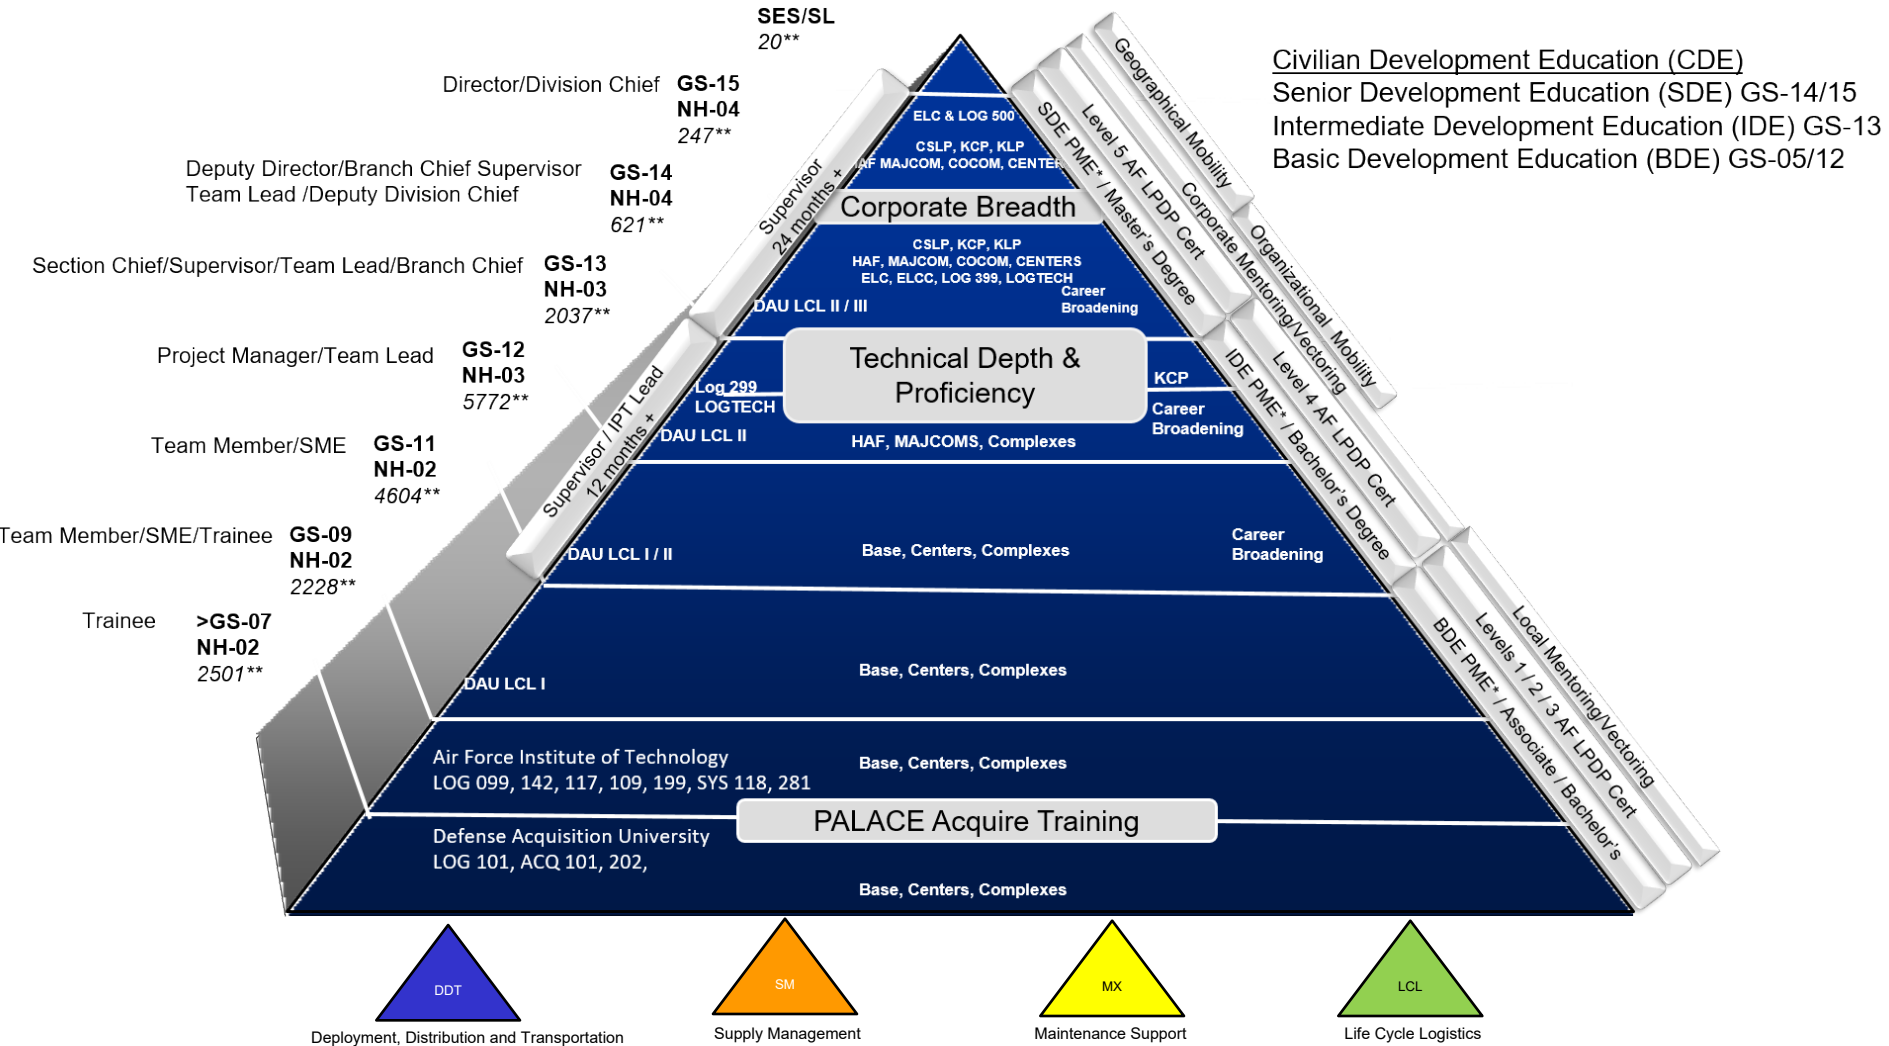 SES/SL
20**
Director/Division Chief
GS-15
NH-04
247**
Deputy Director/Branch Chief Supervisor
Team Lead /Deputy Division Chief
GS-14
NH-04
621**
Section Chief/Supervisor/Team Lead/Branch Chief
GS-13
NH-03
2037**
Project Manager/Team Lead
GS-12
NH-03
5772**
Team Member/SME
GS-11
NH-02
4604**
Team Member/SME/Trainee
GS-09
NH-02
2228**
Trainee
>GS-07
NH-02
2501**
Civilian Development Education (CDE)
Senior Development Education (SDE) GS-14/15
Intermediate Development Education (IDE) GS-13
Basic Development Education (BDE) GS-05/12
Supervisor
24 months +
Supervisor / IPT Lead
12 months +
ELC & LOG 500
CSLP, KCP, KLP
HAF MAJCOM, COCOM, CENTER
Corporate Breadth
CSLP, KCP, KLP
HAF, MAJCOM, COCOM, CENTERS
ELC, ELCC, LOG 399, LOGTECH
DAU LCL II / III
Career
Broadening
Technical Depth &
Proficiency
Log 299
LOGTECH
DAU LCL II
KCP
Career
Broadening
HAF, MAJCOMS, Complexes
DAU LCL I / II
Base, Centers, Complexes
Career
Broadening
DAU LCL I
Base, Centers, Complexes
Air Force Institute of Technology
LOG 099, 142, 117, 109, 199, SYS 118, 281
Base, Centers, Complexes
PALACE Acquire Training
Defense Acquisition University
LOG 101, ACQ 101, 202,
Base, Centers, Complexes
SDE PME* / Master's Degree
Level 5 AF LPDP Cert
Corporate Mentoring/Vectoring
Geographical Mobility
Organizational Mobility
IDE PME* / Bachelor's Degree
Level 4 AF LPDP Cert
BDE PME* / Associate / Bachelor's
Levels 1 / 2 / 3 AF LPDP Cert
Local Mentoring/Vectoring
DDT
Deployment, Distribution and Transportation
SM
Supply Management
MX
Maintenance Support
LCL
Life Cycle Logistics